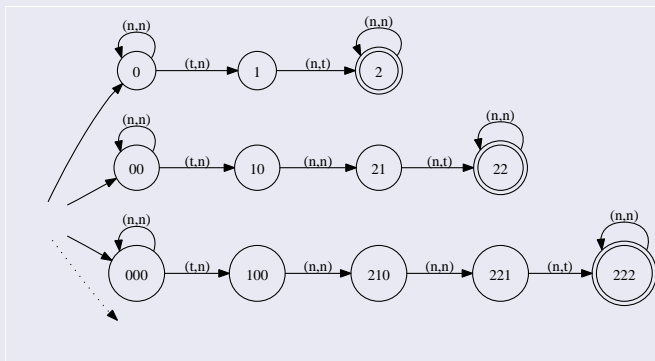 (n,n) (n,n)
0 (t,n) 1 (n,t) 2
(n,n) (n,n)
00 (t,n) 10 (n,n) 21 (n,t) 22
(n,n) (n,n)
000 (t,n) 100 (n,n) 210 (n,n) 221 (n,t) 222